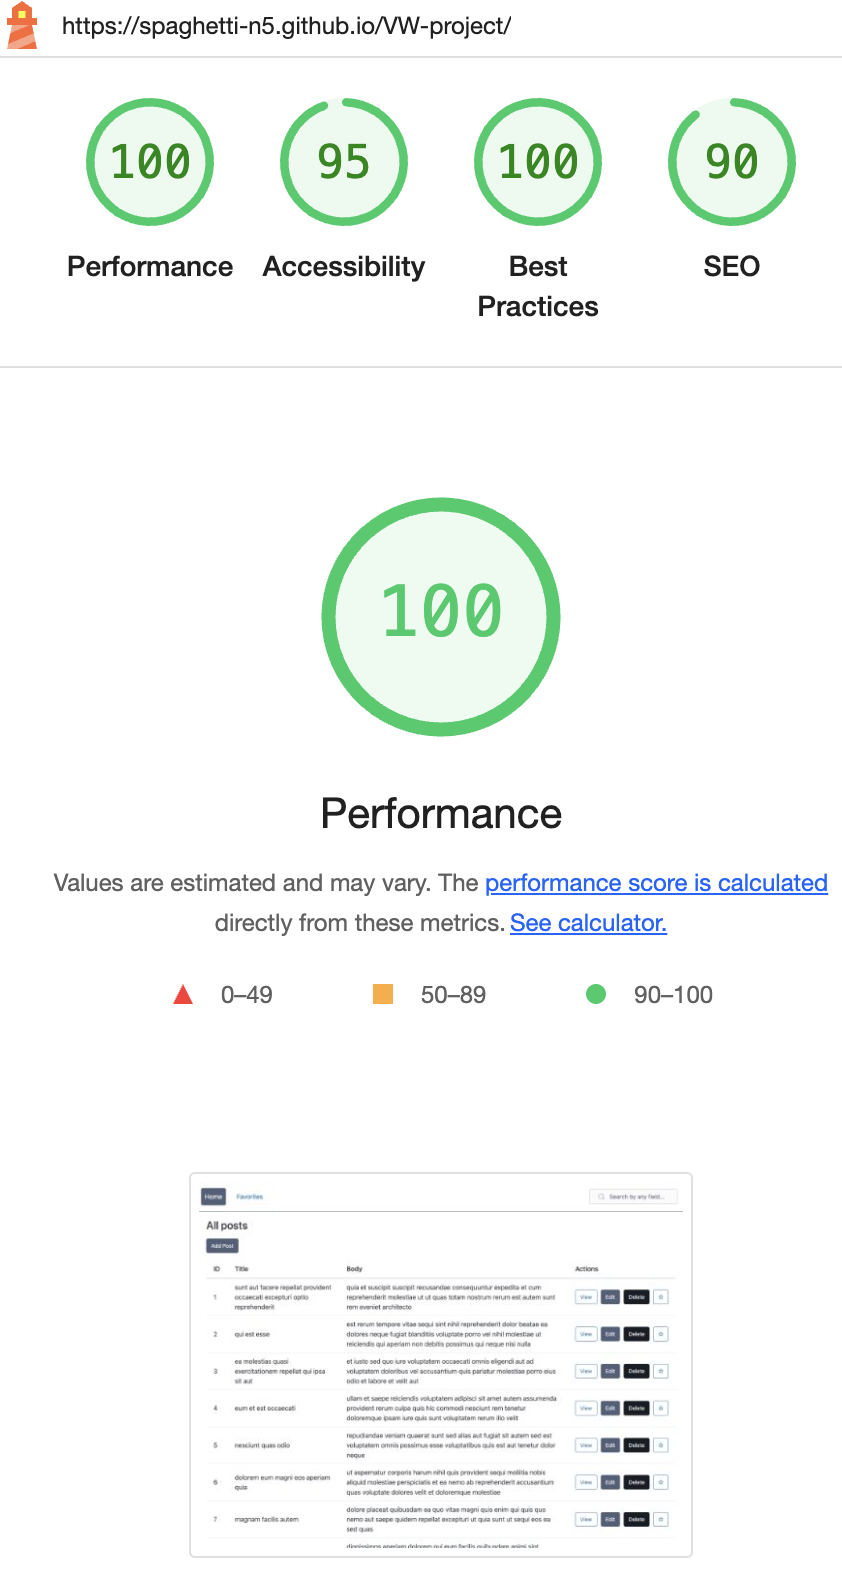 https://spaghetti-n5.github.io/VW-project/
100 95 100 90
Performance Accessibility Best Practices SEO
100
Performance
Values are estimated and may vary. The performance score is calculated
directly from these metrics. See calculator.
0–49 50–89 90–100
Home Favorites Search by any field...
All posts
Add Post
ID Title Body Actions
1 sunt aut facere repellat provident occaecati excepturi optio reprehenderit
quia et suscipit suscipit recusandae consequuntur expedita et cum
reprehenderit molestiae ut ut quas totam nostrum rerum est autem sunt
rem eveniet architecto
View Edit Delete
2 qui est esse
est rerum tempore vitae sequi sint nihil reprehenderit dolor beatae ea
dolores neque fugiat blanditiis voluptate porro vel nihil molestiae ut
reiciendis qui aperiam non debitis possimus qui neque nisi nulla
View Edit Delete
3 ea molestias quasi exercitationem repellat qui ipsa sit aut
et iusto sed quo iure voluptatem occaecati omnis eligendi aut ad
voluptatem doloribus vel accusantium quis pariatur molestiae porro eius
odio et labore et velit aut
View Edit Delete
4 eum et est occaecati
ullam et saepe reiciendis voluptatem adipisci sit amet autem assumenda
provident rerum culpa quis hic commodi nesciunt rem tenetur
doloremque ipsam iure quis sunt voluptatem rerum illo velit
View Edit Delete
5 nesciunt quas odio
repudiandae veniam quaerat sunt sed alias aut fugiat sit autem sed est
voluptatem omnis possimus esse voluptatibus quis est aut tenetur dolor
neque
View Edit Delete
6 dolorem eum magni eos aperiam quia
ut aspernatur corporis harum nihil quis provident sequi mollitia nobis
aliquid molestiae perspiciatis et ea nemo ab reprehenderit accusantium
quas voluptate dolores velit et doloremque molestiae
View Edit Delete
7 magnam facilis autem
dolore placeat quibusdam ea quo vitae magni quis enim qui quis quo
nemo aut saepe quidem repellat excepturi ut quia sunt ut sequi eos ea
sed quas
View Edit Delete
dignissimos aperiam dolorem qui eum facilis quibusdam animi sint